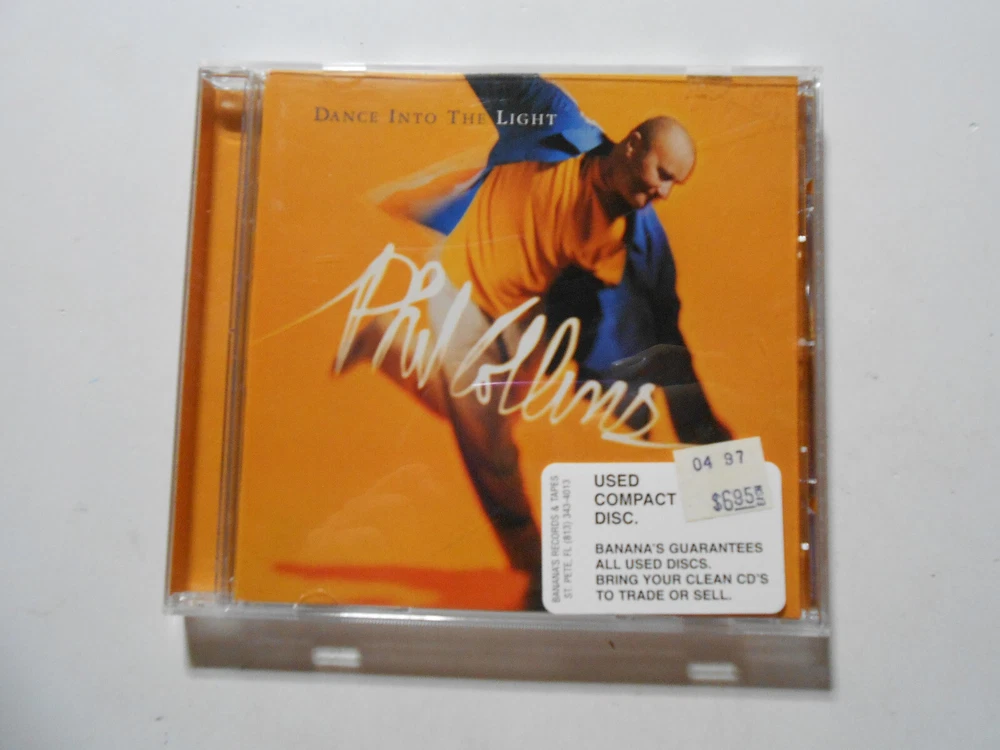 DANCE INTO THE LIGHT
Phil Collins
04 97
$6.95
USED
COMPACT
DISC.
BANANA'S GUARANTEES
ALL USED DISCS.
BRING YOUR CLEAN CD'S
TO TRADE OR SELL.
BANANA'S RECORDS & TAPES
ST. PETE, FL (813) 343-4013